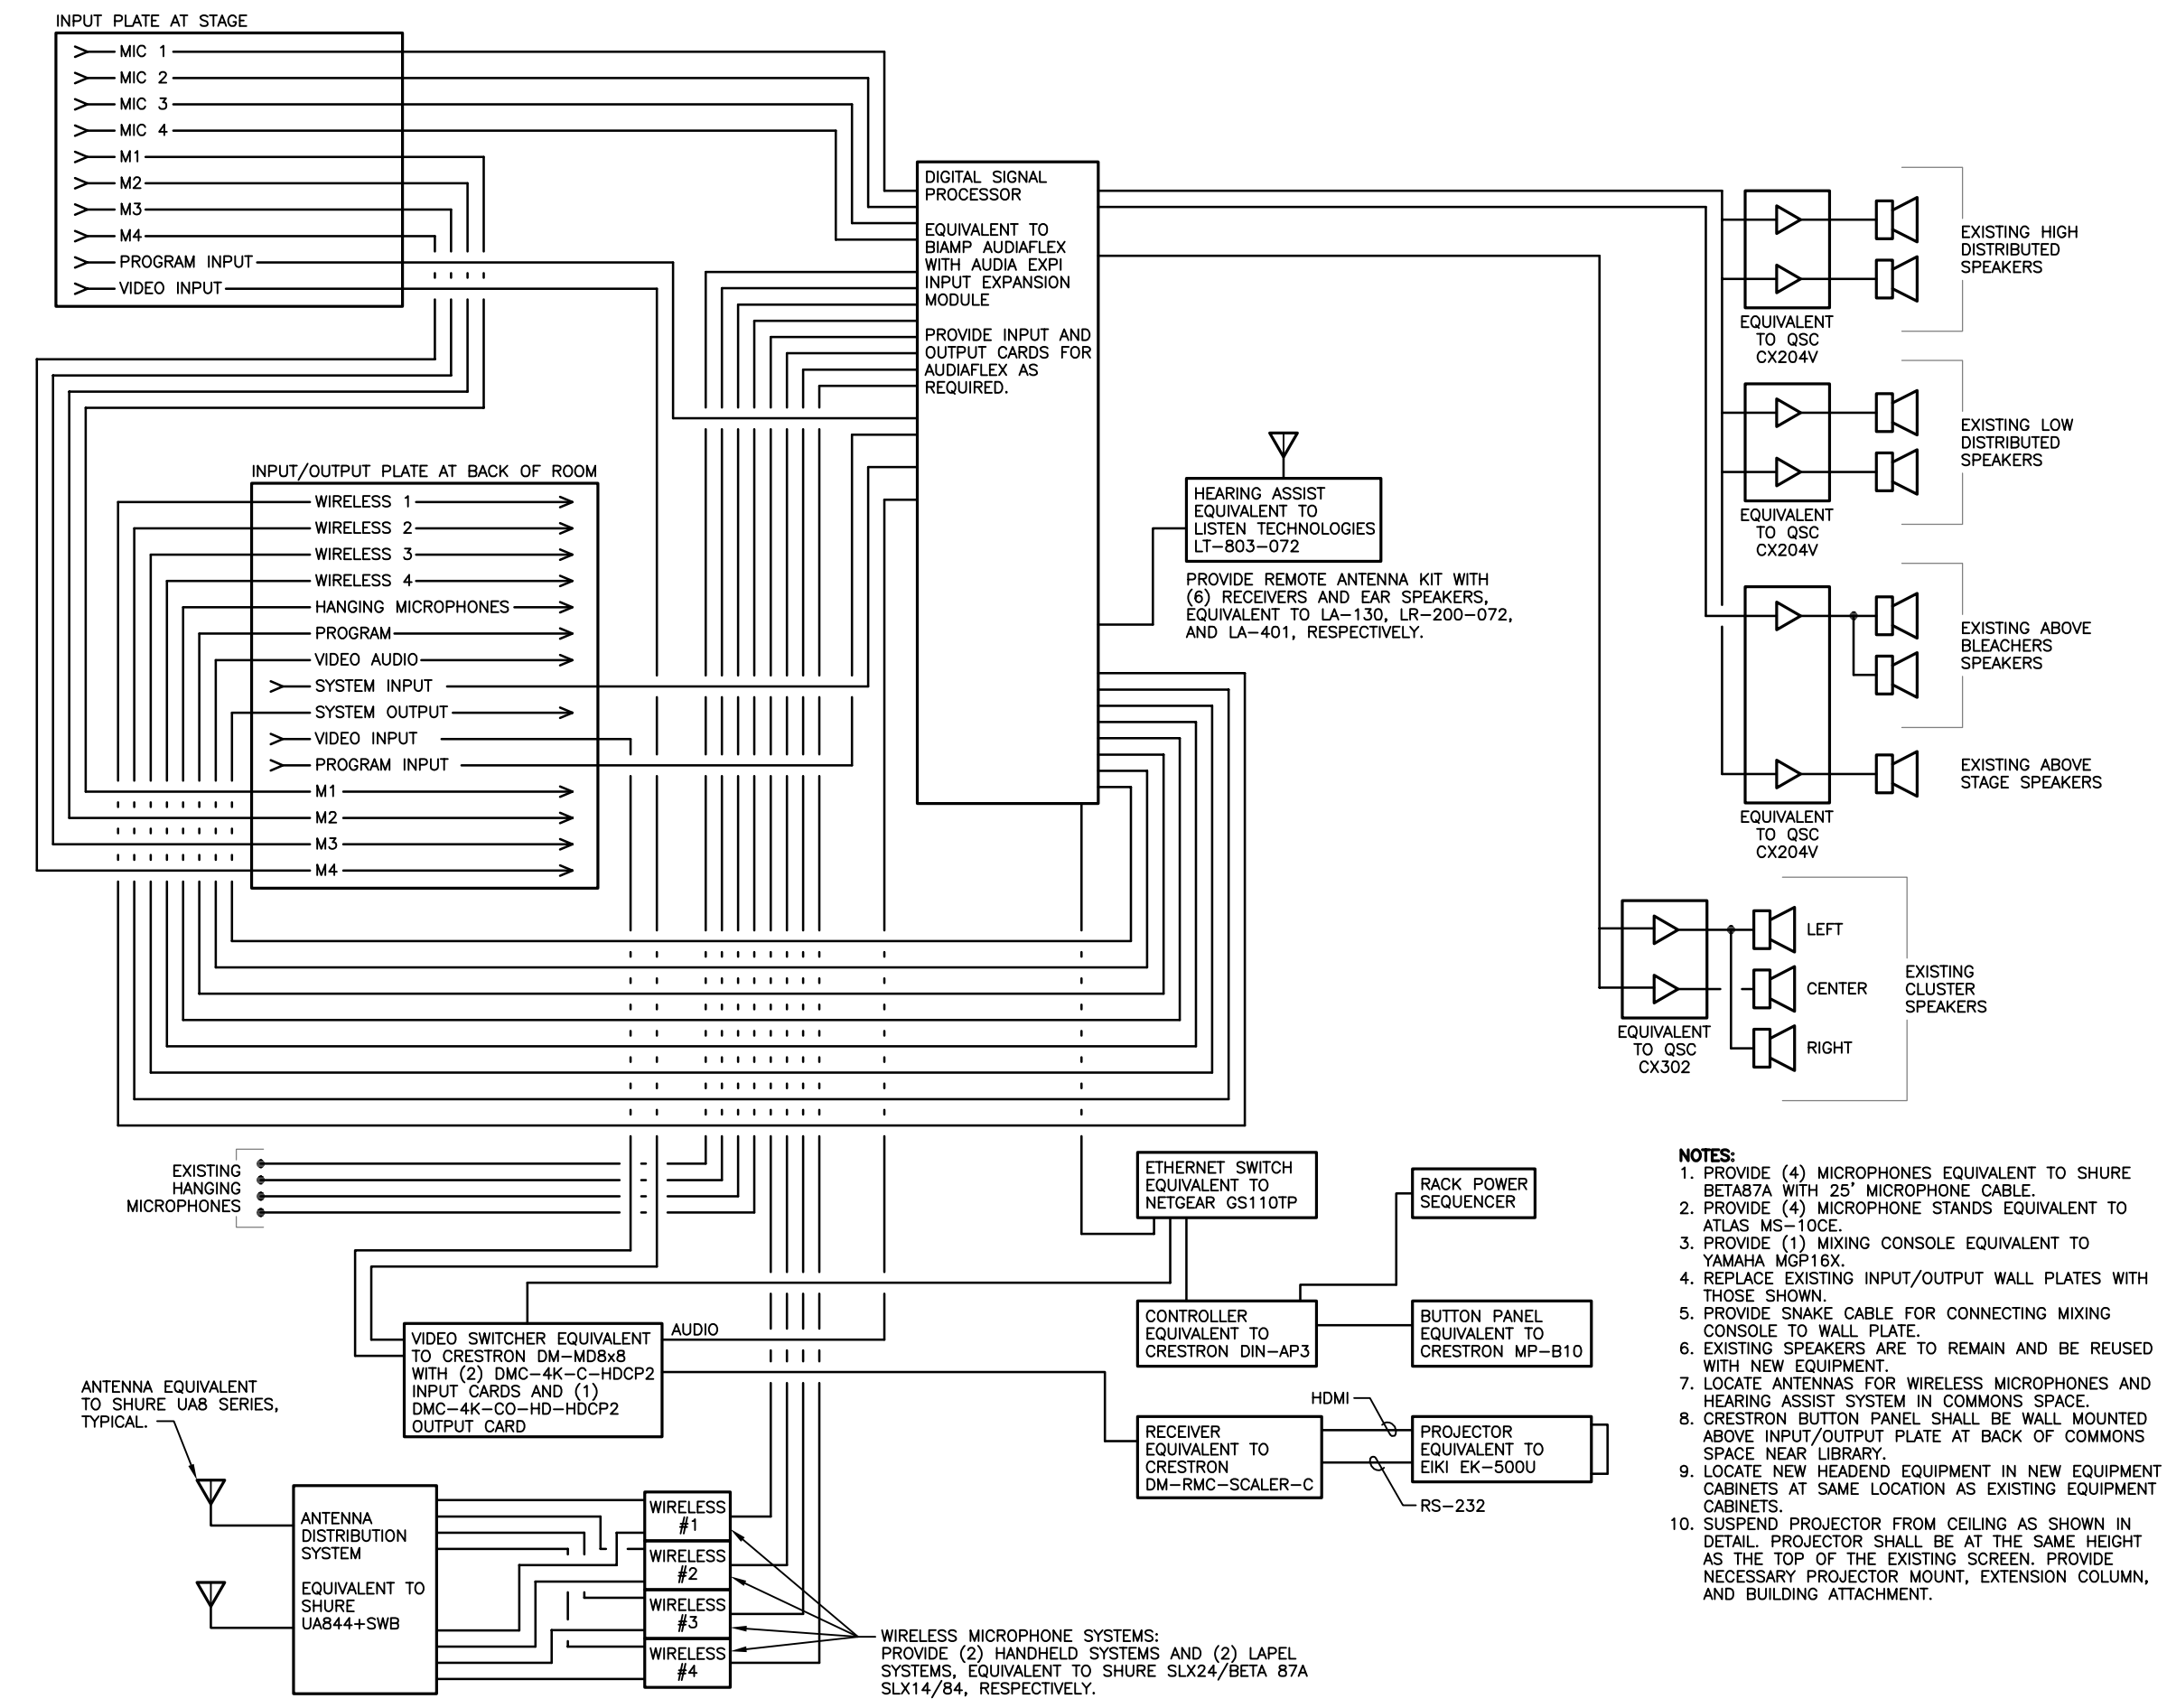 INPUT PLATE AT STAGE
MIC 1
MIC 2
MIC 3
MIC 4
M1
M2
M3
M4
PROGRAM INPUT
VIDEO INPUT
INPUT/OUTPUT PLATE AT BACK OF ROOM
WIRELESS 1
WIRELESS 2
WIRELESS 3
WIRELESS 4
HANGING MICROPHONES
PROGRAM
VIDEO AUDIO
SYSTEM INPUT
SYSTEM OUTPUT
VIDEO INPUT
PROGRAM INPUT
M1
M2
M3
M4
DIGITAL SIGNAL
PROCESSOR
EQUIVALENT TO
BIAMP AUDIAFLEX
WITH AUDIA EXPI
INPUT EXPANSION
MODULE
PROVIDE INPUT AND
OUTPUT CARDS FOR
AUDIAFLEX AS
REQUIRED.
HEARING ASSIST
EQUIVALENT TO
LISTEN TECHNOLOGIES
LT-803-072
PROVIDE REMOTE ANTENNA KIT WITH
(6) RECEIVERS AND EAR SPEAKERS,
EQUIVALENT TO LA-130, LR-200-072,
AND LA-401, RESPECTIVELY.
EQUIVALENT
TO QSC
CX204V
EXISTING HIGH
DISTRIBUTED
SPEAKERS
EQUIVALENT
TO QSC
CX204V
EXISTING LOW
DISTRIBUTED
SPEAKERS
EXISTING ABOVE
BLEACHERS
SPEAKERS
EXISTING ABOVE
STAGE SPEAKERS
EQUIVALENT
TO QSC
CX204V
LEFT
CENTER
RIGHT
EXISTING
CLUSTER
SPEAKERS
EQUIVALENT
TO QSC
CX302
EXISTING
HANGING
MICROPHONES
ETHERNET SWITCH
EQUIVALENT TO
NETGEAR GS110TP
RACK POWER
SEQUENCER
CONTROLLER
EQUIVALENT TO
CRESTRON DIN-AP3
BUTTON PANEL
EQUIVALENT TO
CRESTRON MP-B10
AUDIO
VIDEO SWITCHER EQUIVALENT
TO CRESTRON DM-MD8x8
WITH (2) DMC-4K-C-HDCP2
INPUT CARDS AND (1)
DMC-4K-CO-HD-HDCP2
OUTPUT CARD
HDMI
RECEIVER
EQUIVALENT TO
CRESTRON
DM-RMC-SCALER-C
PROJECTOR
EQUIVALENT TO
EIKI EK-500U
RS-232
ANTENNA EQUIVALENT
TO SHURE UA8 SERIES,
TYPICAL.
ANTENNA
DISTRIBUTION
SYSTEM
EQUIVALENT TO
SHURE
UA844+SWB
WIRELESS
#1
WIRELESS
#2
WIRELESS
#3
WIRELESS
#4
WIRELESS MICROPHONE SYSTEMS:
PROVIDE (2) HANDHELD SYSTEMS AND (2) LAPEL
SYSTEMS, EQUIVALENT TO SHURE SLX24/BETA 87A
SLX14/84, RESPECTIVELY.
NOTES:
1. PROVIDE (4) MICROPHONES EQUIVALENT TO SHURE
BETA87A WITH 25' MICROPHONE CABLE.
2. PROVIDE (4) MICROPHONE STANDS EQUIVALENT TO
ATLAS MS-10CE.
3. PROVIDE (1) MIXING CONSOLE EQUIVALENT TO
YAMAHA MGP16X.
4. REPLACE EXISTING INPUT/OUTPUT WALL PLATES WITH
THOSE SHOWN.
5. PROVIDE SNAKE CABLE FOR CONNECTING MIXING
CONSOLE TO WALL PLATE.
6. EXISTING SPEAKERS ARE TO REMAIN AND BE REUSED
WITH NEW EQUIPMENT.
7. LOCATE ANTENNAS FOR WIRELESS MICROPHONES AND
HEARING ASSIST SYSTEM IN COMMONS SPACE.
8. CRESTRON BUTTON PANEL SHALL BE WALL MOUNTED
ABOVE INPUT/OUTPUT PLATE AT BACK OF COMMONS
SPACE NEAR LIBRARY.
9. LOCATE NEW HEADEND EQUIPMENT IN NEW EQUIPMENT
CABINETS AT SAME LOCATION AS EXISTING EQUIPMENT
CABINETS.
10. SUSPEND PROJECTOR FROM CEILING AS SHOWN IN
DETAIL. PROJECTOR SHALL BE AT THE SAME HEIGHT
AS THE TOP OF THE EXISTING SCREEN. PROVIDE
NECESSARY PROJECTOR MOUNT, EXTENSION COLUMN,
AND BUILDING ATTACHMENT.